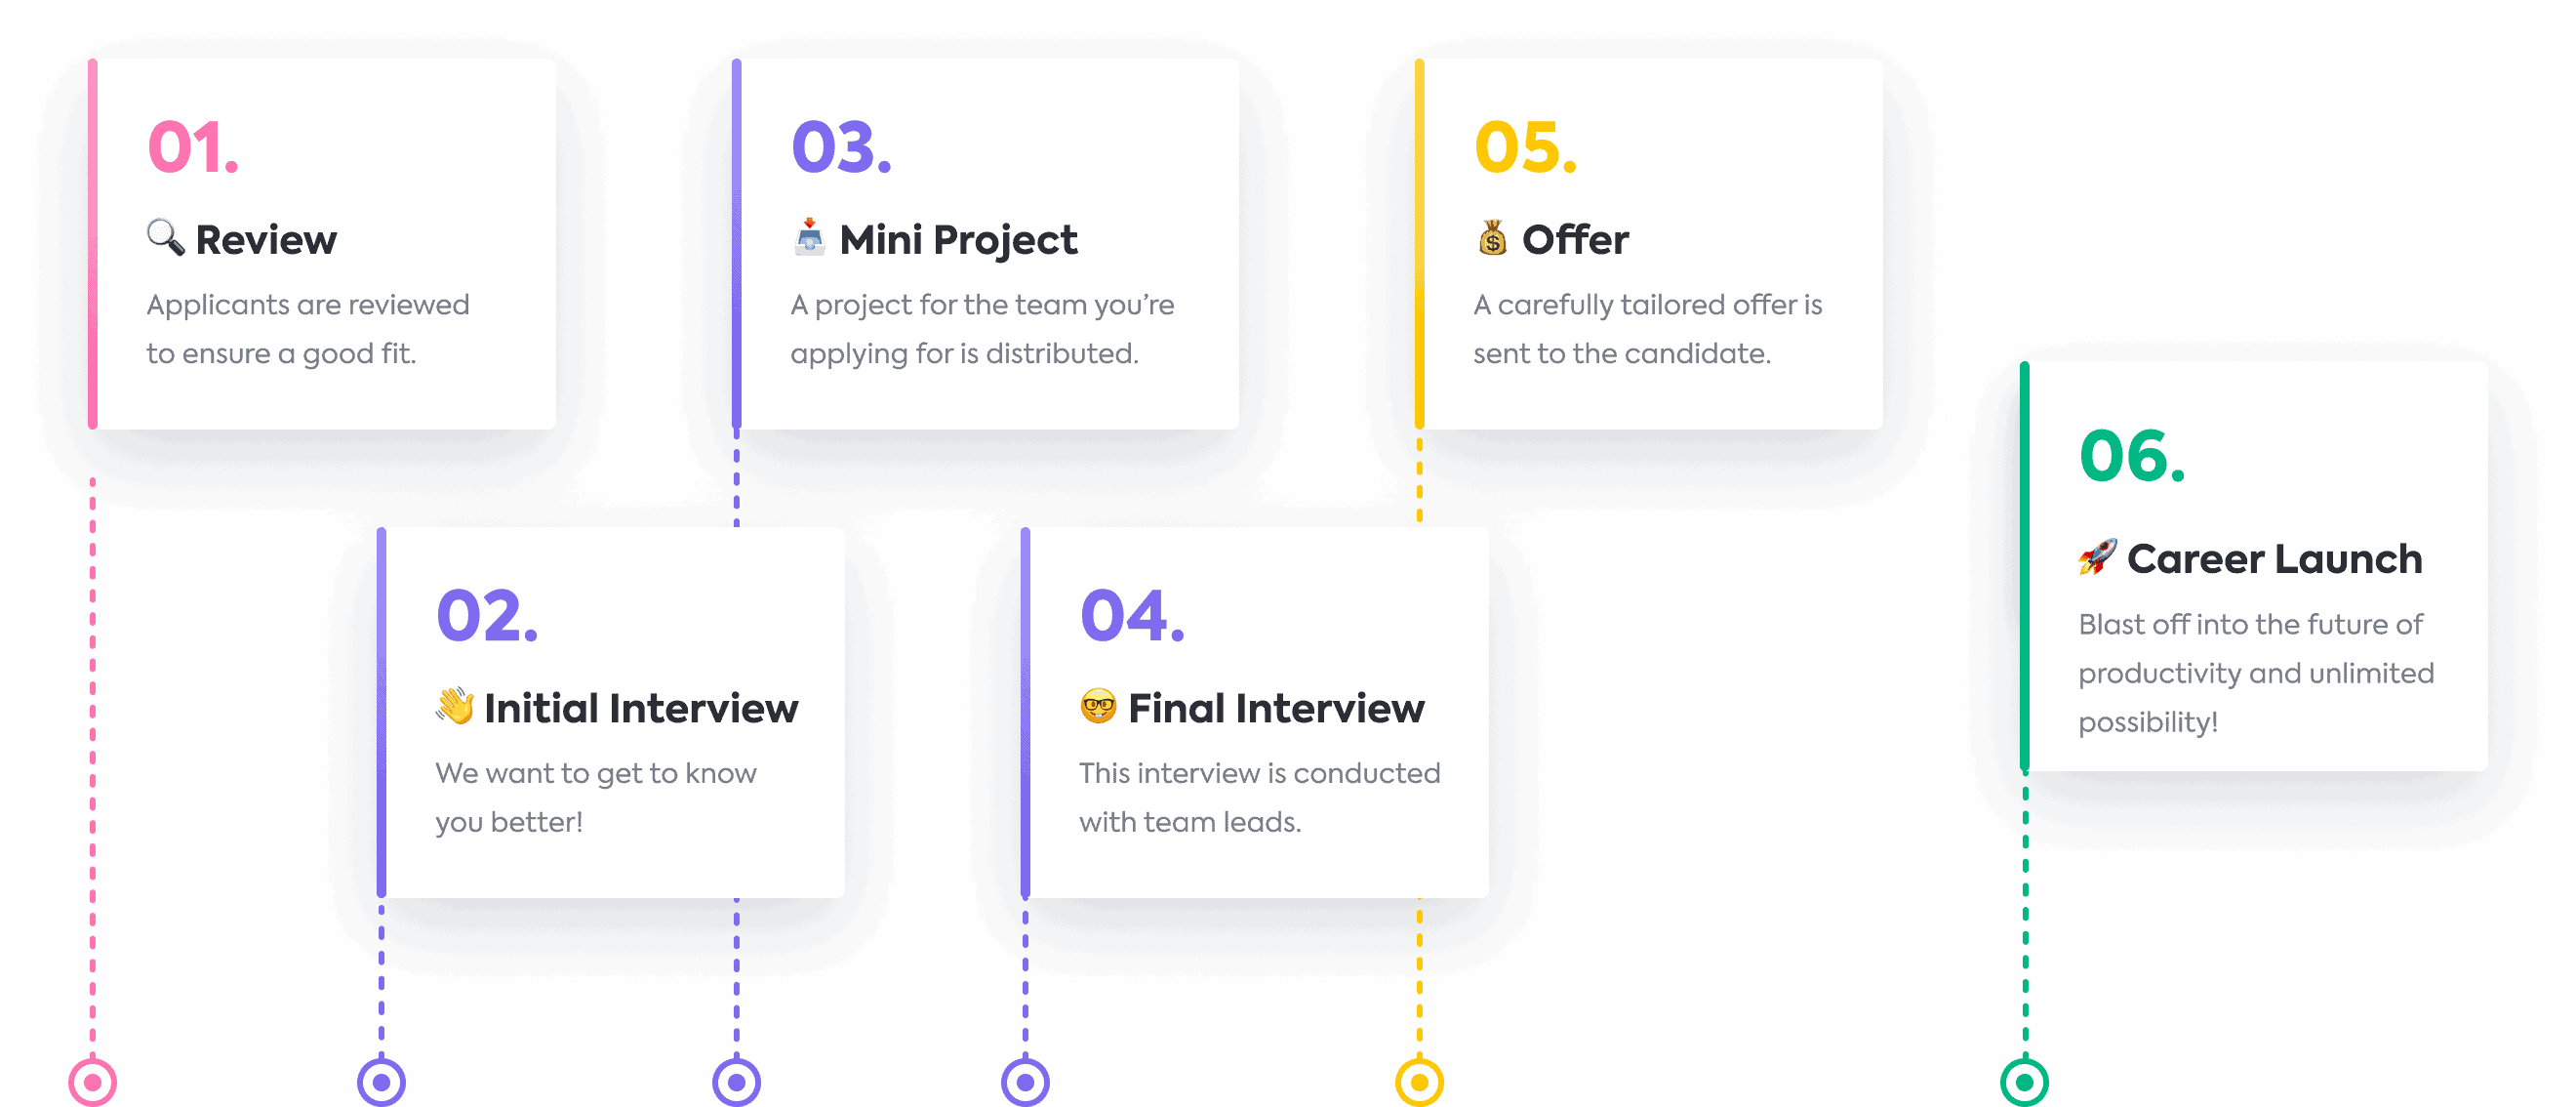 01.
🔍 Review
Applicants are reviewed
to ensure a good fit.
02.
👋 Initial Interview
We want to get to know
you better!
03.
📥 Mini Project
A project for the team you’re
applying for is distributed.
04.
🤓 Final Interview
This interview is conducted
with team leads.
05.
💰 Offer
A carefully tailored offer is
sent to the candidate.
06.
🚀 Career Launch
Blast off into the future of
productivity and unlimited
possibility!